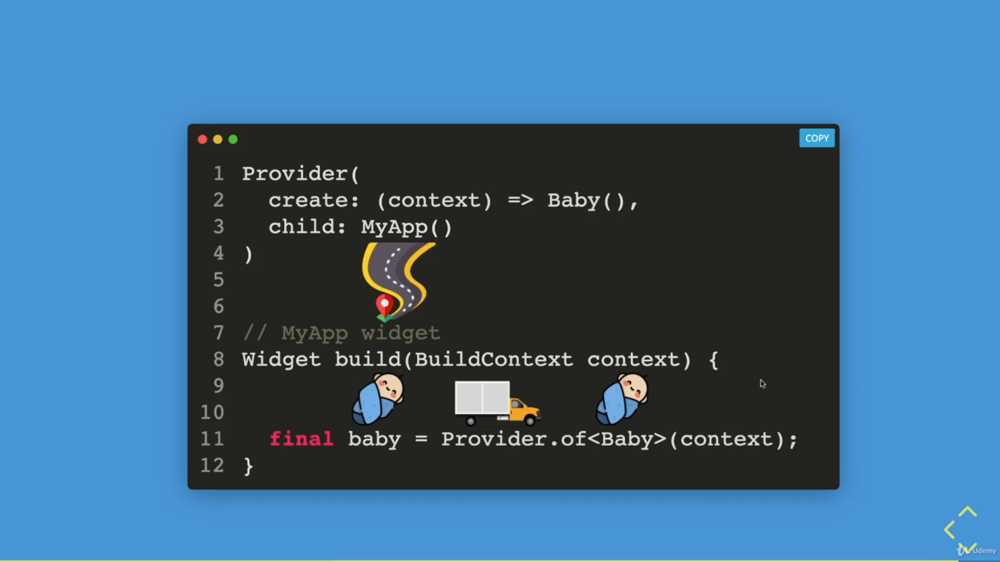 COPY
1 Provider(
2   create: (context) => Baby(),
3   child: MyApp()
4 )
5
6
7 // MyApp widget
8 Widget build(BuildContext context) {
9
10
11   final baby = Provider.of<Baby>(context);
12 }
Udemy